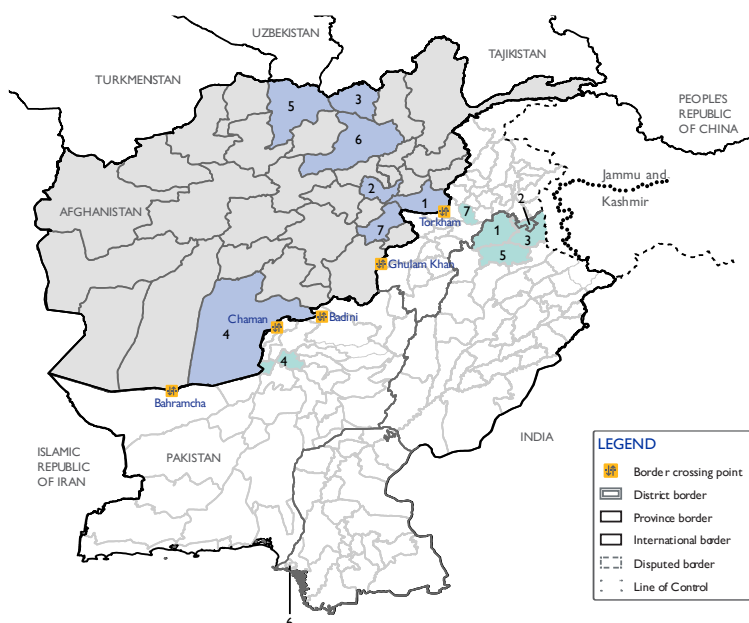 UZBEKISTAN
TAJIKISTAN
TURKMENISTAN
PEOPLE'S
REPUBLIC
OF CHINA
5
3
6
Jammu and
Kashmir
2
1
2
7
1
3
AFGHANISTAN
Torkham
7
5
Ghulam Khan
4
Chaman
Badini
4
Bahramcha
ISLAMIC
REPUBLIC
OF IRAN
PAKISTAN
INDIA
6
LEGEND
Border crossing point
District border
Province border
International border
Disputed border
Line of Control